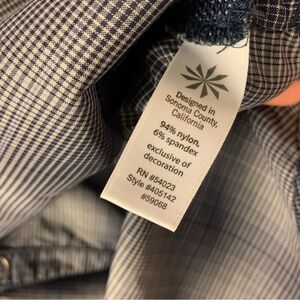 Designed in
Sonoma County,
California
94% nylon,
6% spandex
exclusive of
decoration
RN #54023
Style #405142
#59068